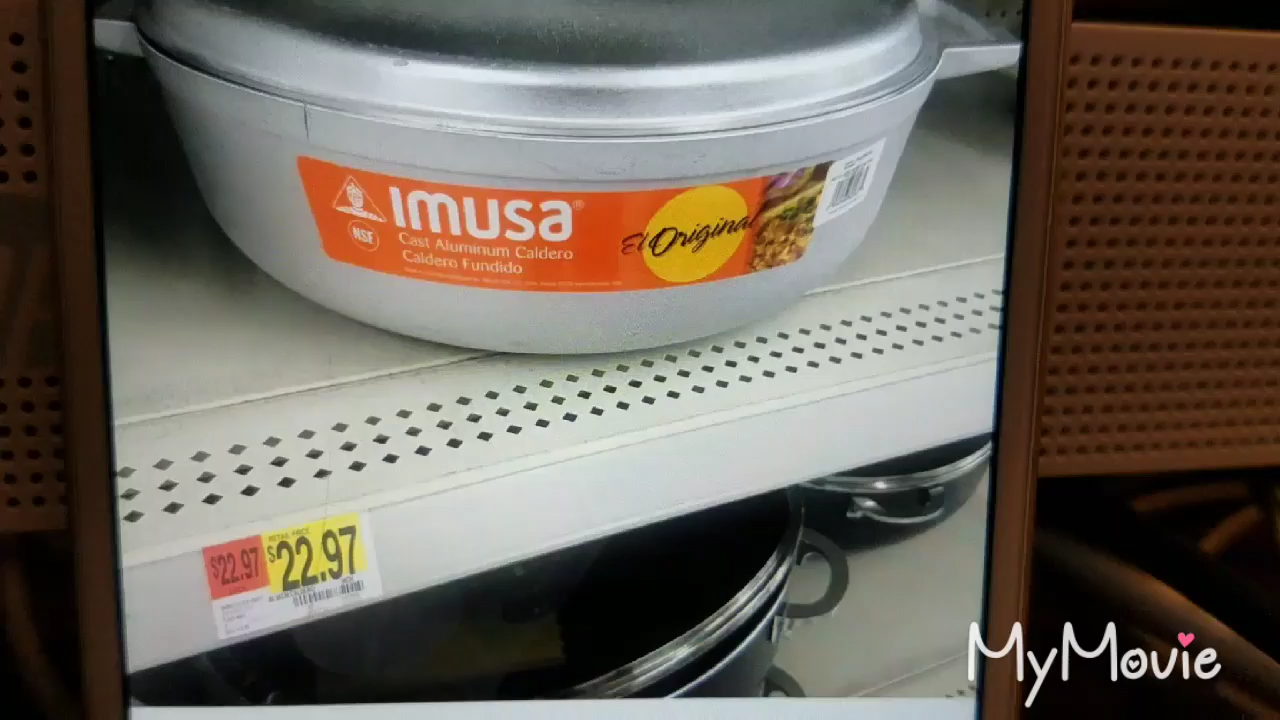 IMUSA®
NSF
Cast Aluminum Caldero
Caldero Fundido
El Original
RETAIL PRICE
$22.97
$22.97
MyMovie